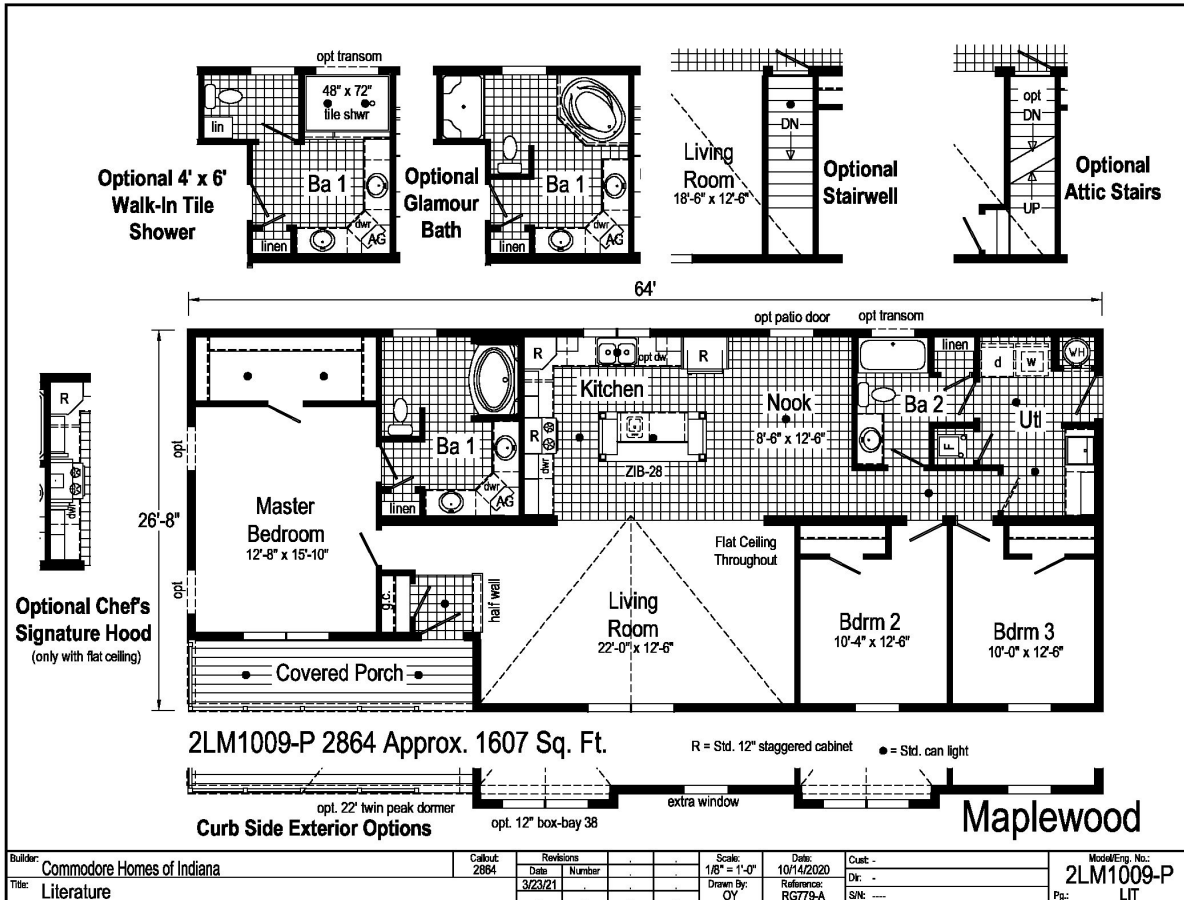 opt transom
48" x 72"
tile shwr
lin
Ba 1
linen
dwr
AG
Optional 4' x 6'
Walk-In Tile
Shower
Optional
Glamour
Bath
Ba 1
linen
dwr
AG
Living
Room
18'-6" x 12'-6"
DN
Optional
Stairwell
opt
DN
UP
Optional
Attic Stairs
64'
26'-8"
opt patio door
opt transom
R
opt dw
R
Kitchen
R
dwr
ZIB-28
Nook
8'-6" x 12'-6"
linen
d
w
WH
Ba 2
F
Utl
Ba 1
linen
dwr
AG
opt
opt
Master
Bedroom
12'-8" x 15'-10"
g.c.
half wall
Flat Ceiling
Throughout
Living
Room
22'-0" x 12'-6"
Bdrm 2
10'-4" x 12'-6"
Bdrm 3
10'-0" x 12'-6"
Covered Porch
R
dwr
Optional Chef's
Signature Hood
(only with flat ceiling)
2LM1009-P 2864 Approx. 1607 Sq. Ft.
R = Std. 12" staggered cabinet
● = Std. can light
opt. 22' twin peak dormer
Curb Side Exterior Options
opt. 12" box-bay 38
extra window
Maplewood
Builder: Commodore Homes of Indiana
Title: Literature
Callout: 2864
Revisions
Date Number
3/23/21
Scale: 1/8" = 1'-0"
Drawn By: OY
Date: 10/14/2020
Reference: RG779-A
Cust: -
Dir: -
S/N: ----
Model/Eng. No.: 2LM1009-P
Pg.: LIT